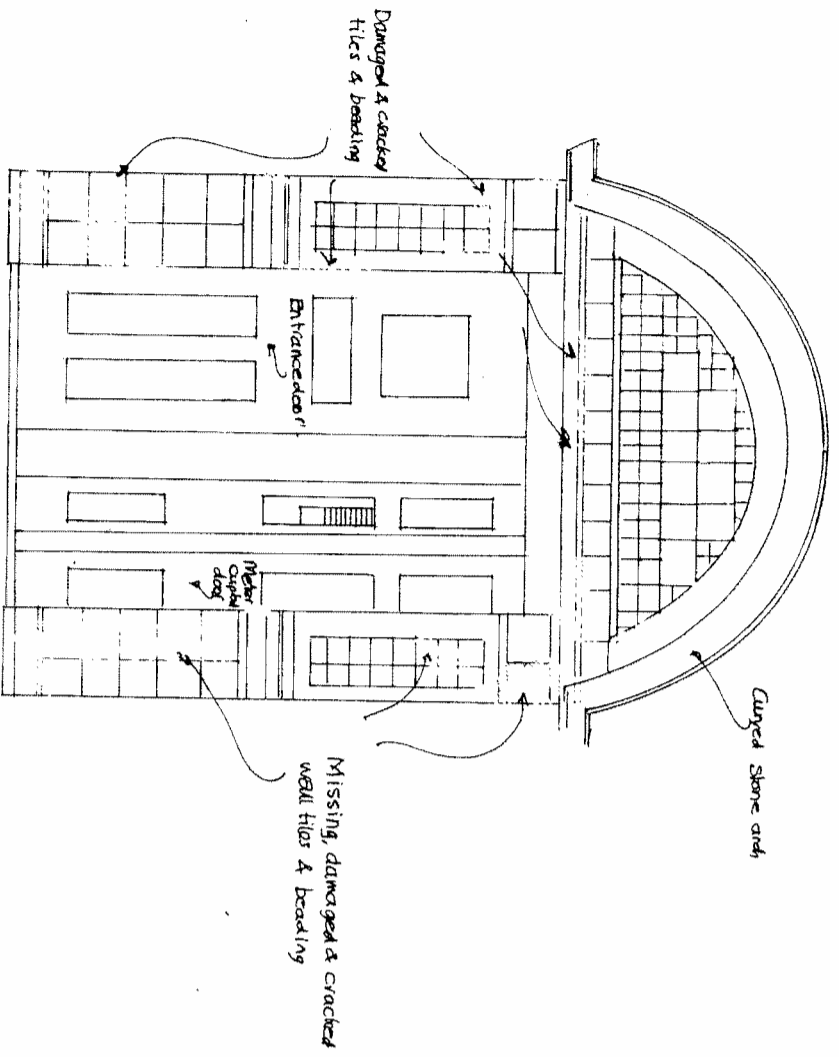 Damaged & cracked
tiles & beading
Entrance door
Meter
Cupbd
door
Curved Stone arch
Missing, damaged & cracked
wall tiles & beading